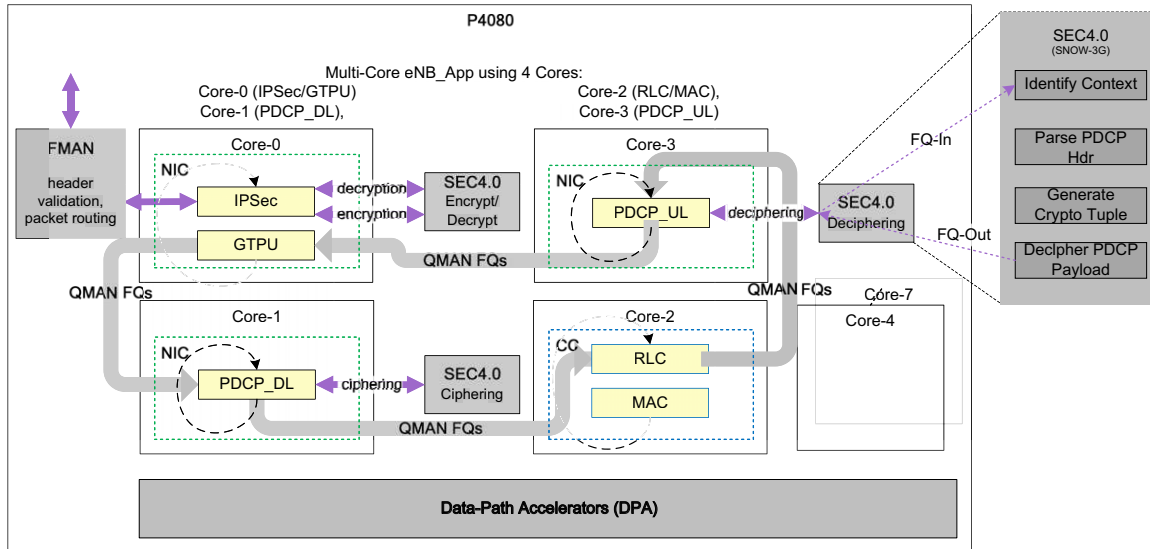 P4080
Multi-Core eNB_App using 4 Cores:
Core-0 (IPSec/GTPU)
Core-1 (PDCP_DL),
Core-2 (RLC/MAC),
Core-3 (PDCP_UL)
FMAN
header
validation,
packet routing
Core-0
NIC
IPSec
GTPU
decryption
encryption
SEC4.0
Encrypt/
Decrypt
Core-3
NIC
PDCP_UL
deciphering
SEC4.0
Deciphering
FQ-In
FQ-Out
SEC4.0
(SNOW-3G)
Identify Context
Parse PDCP
Hdr
Generate
Crypto Tuple
Decipher PDCP
Payload
QMAN FQs
QMAN FQs
QMAN FQs
Core-1
NIC
PDCP_DL
ciphering
SEC4.0
Ciphering
QMAN FQs
Core-2
CC
RLC
MAC
Core-7
Core-4
Data-Path Accelerators (DPA)